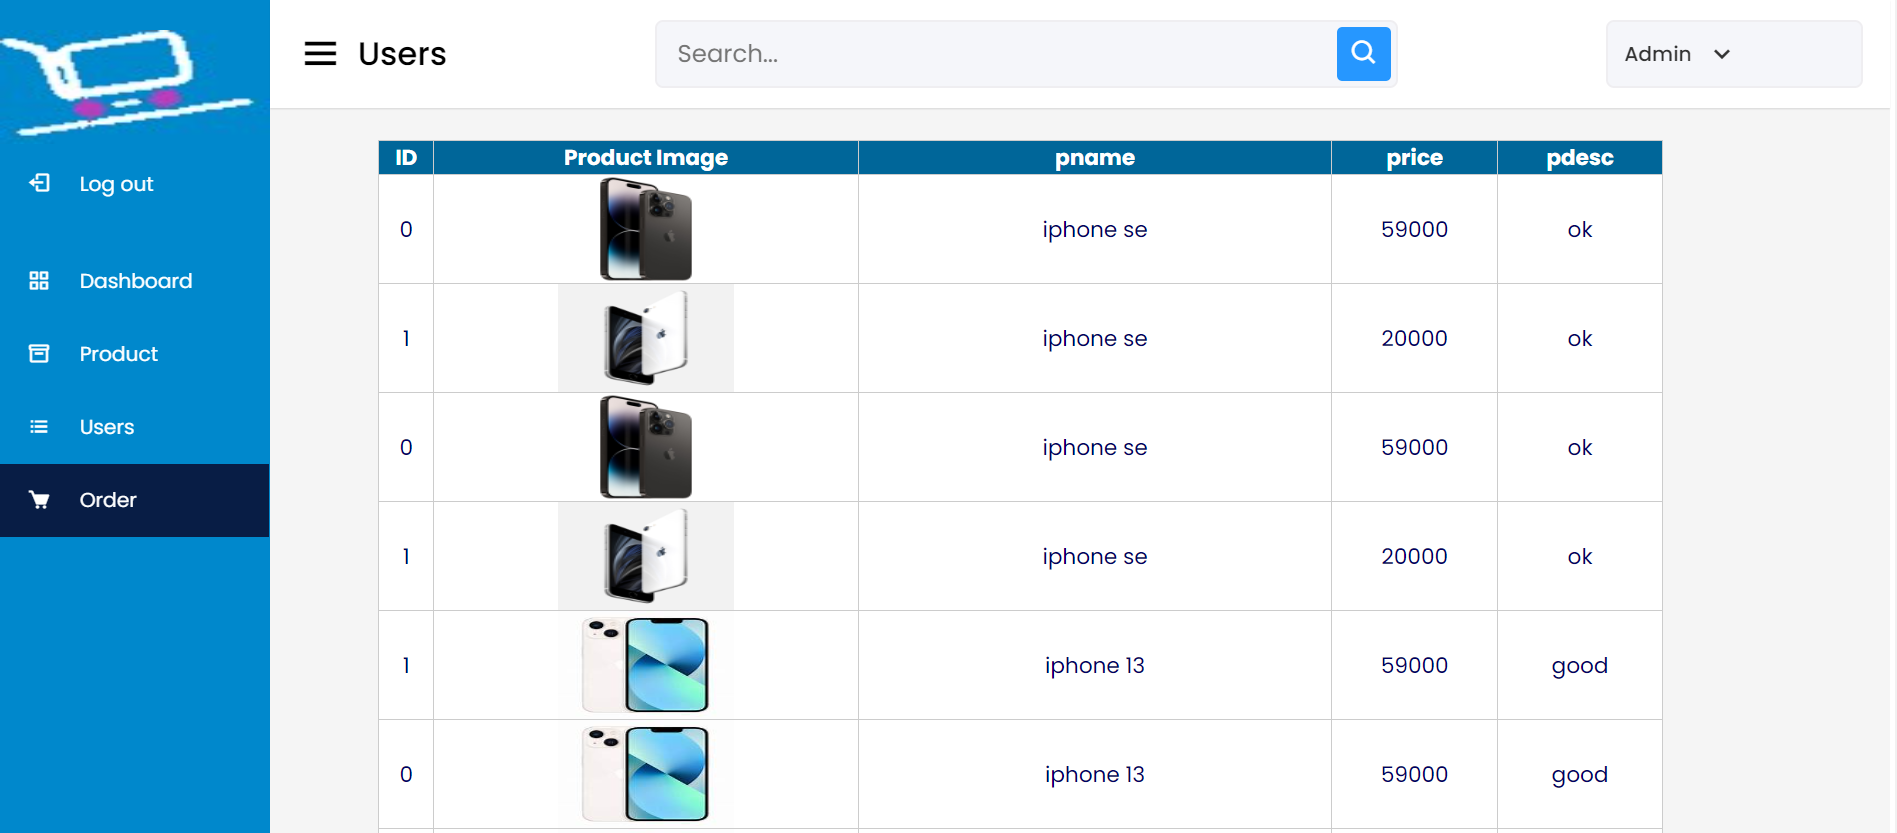 Users
Search...
Admin
Log out
Dashboard
Product
Users
Order
ID Product Image pname price pdesc
0 iphone se 59000 ok
1 iphone se 20000 ok
0 iphone se 59000 ok
1 iphone se 20000 ok
1 iphone 13 59000 good
0 iphone 13 59000 good